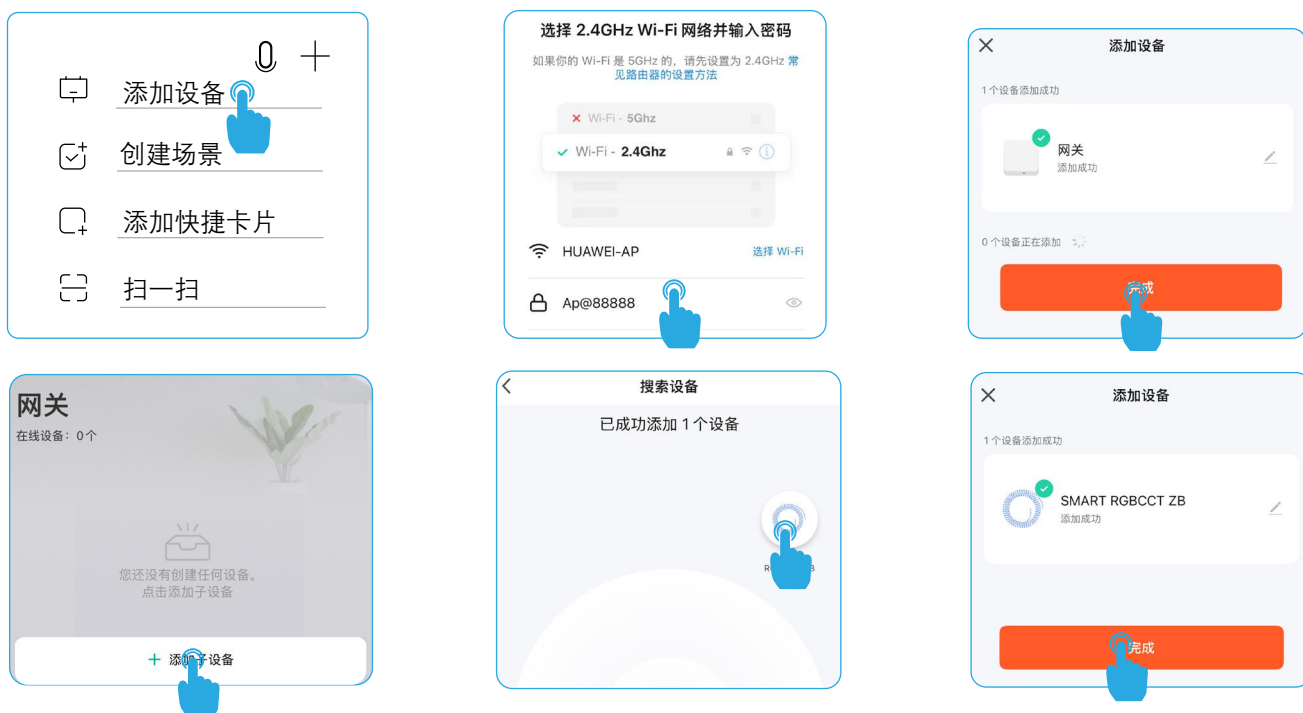 添加设备
创建场景
添加快捷卡片
扫一扫
选择 2.4GHz Wi-Fi 网络并输入密码
如果你的 Wi-Fi 是 5GHz 的，请先设置为 2.4GHz 常
见路由器的设置方法
Wi-Fi - 5Ghz
Wi-Fi - 2.4Ghz
HUAWEI-AP
选择 Wi-Fi
Ap@88888
添加设备
1个设备添加成功
网关
添加成功
0个设备正在添加
完成
网关
在线设备：0个
您还没有创建任何设备。
点击添加子设备
添加子设备
搜索设备
已成功添加 1 个设备
添加设备
1个设备添加成功
SMART RGBCCT ZB
添加成功
完成